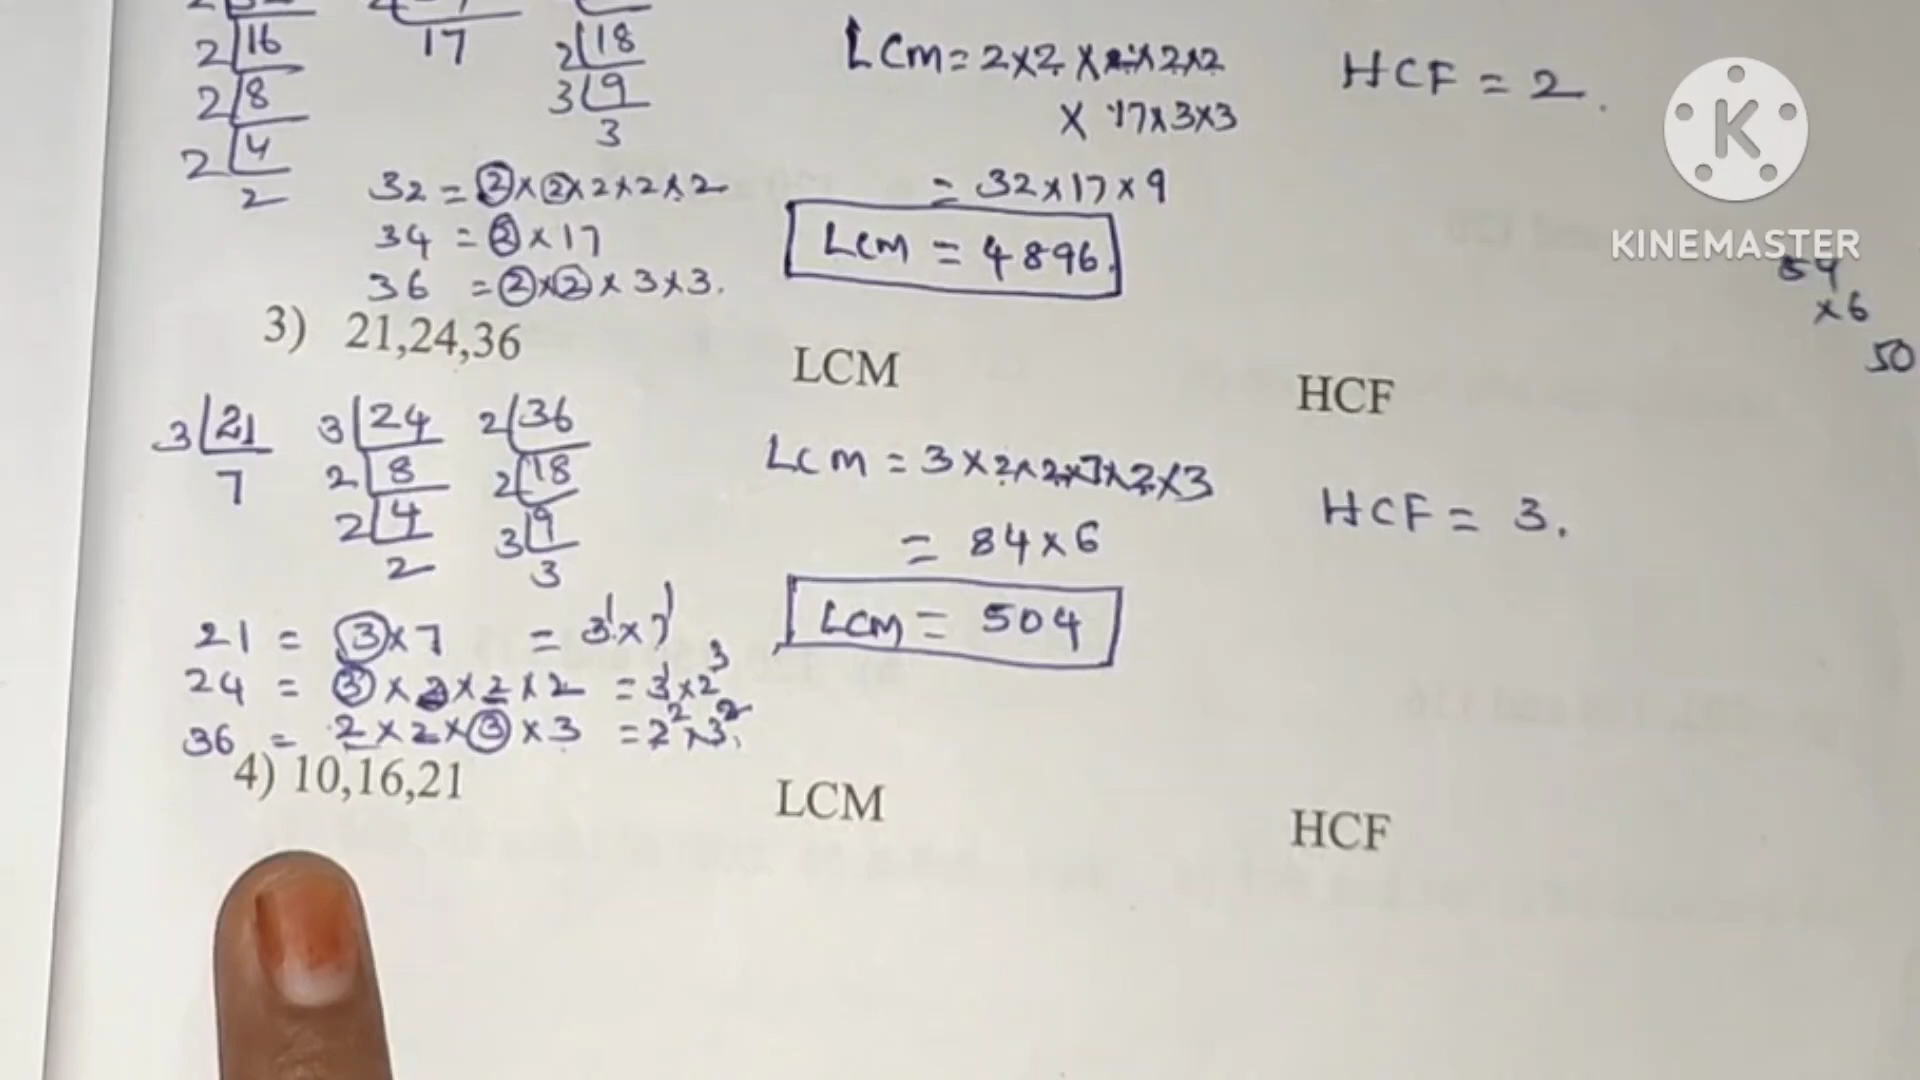 2 16
2 8
2 4
2
17
2 18
3 9
3
LCM = 2×2×2×2×2
× 17×3×3
HCF = 2.
K
KINEMASTER
32 = 2×2×2×2×2
34 = 2×17
36 = 2×2×3×3.
= 32×17×9
LCM = 4896.
×6
50
3) 21,24,36
LCM
HCF
3 21
7
3 24
2 8
2 4
2
2 36
2 18
3 9
3
LCM = 3×2×2×7×2×3
= 84×6
LCM = 504
HCF = 3.
21 = 3×7 = 3¹×7¹
24 = 3×2×2×2 = 3¹×2³
36 = 2×2×3×3 = 2²×3².
4) 10,16,21
LCM
HCF